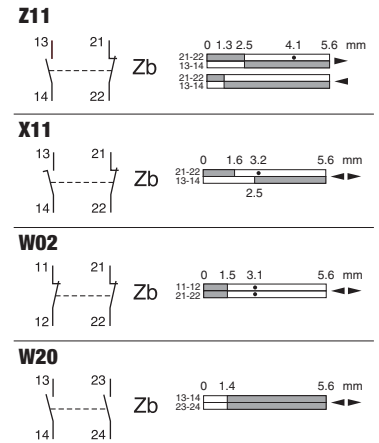 Z11
13 21 0 1.3 2.5 4.1 5.6 mm
Zb 21-22
13-14
21-22
13-14
14 22
X11
13 21 0 1.6 3.2 5.6 mm
Zb 21-22
13-14
14 22 2.5
W02
11 21 0 1.5 3.1 5.6 mm
Zb 11-12
21-22
12 22
W20
13 23 0 1.4 5.6 mm
Zb 13-14
23-24
14 24